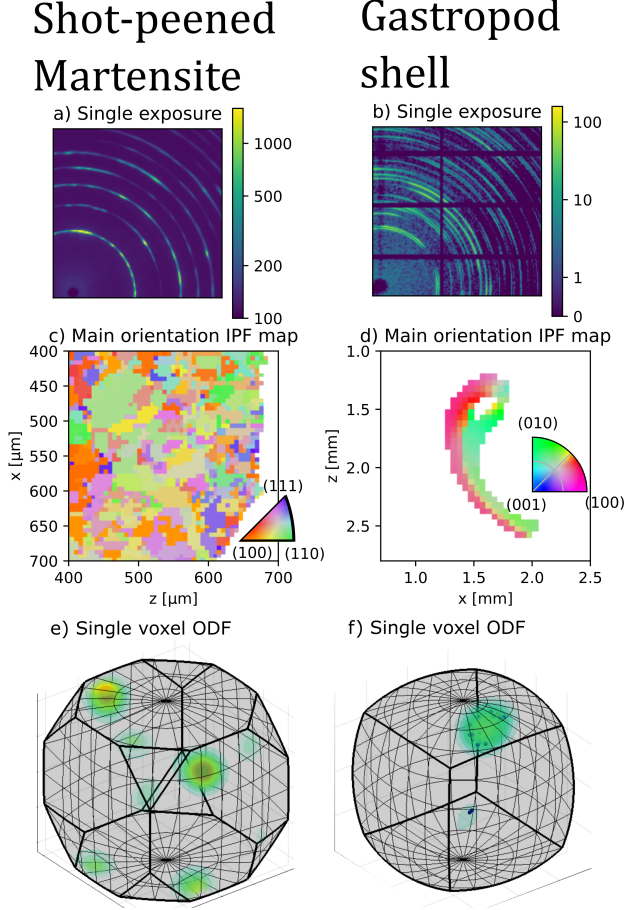 Shot-peened
Martensite
Gastropod
shell
a) Single exposure
1000
500
200
100
b) Single exposure
100
10
1
0
c) Main orientation IPF map
400
450
500
550
600
650
700
x [µm]
400
500
600
700
z [µm]
(111)
(100)
(110)
d) Main orientation IPF map
1.0
1.5
2.0
2.5
z [mm]
1.0
1.5
2.0
2.5
x [mm]
(010)
(001)
(100)
e) Single voxel ODF
f) Single voxel ODF